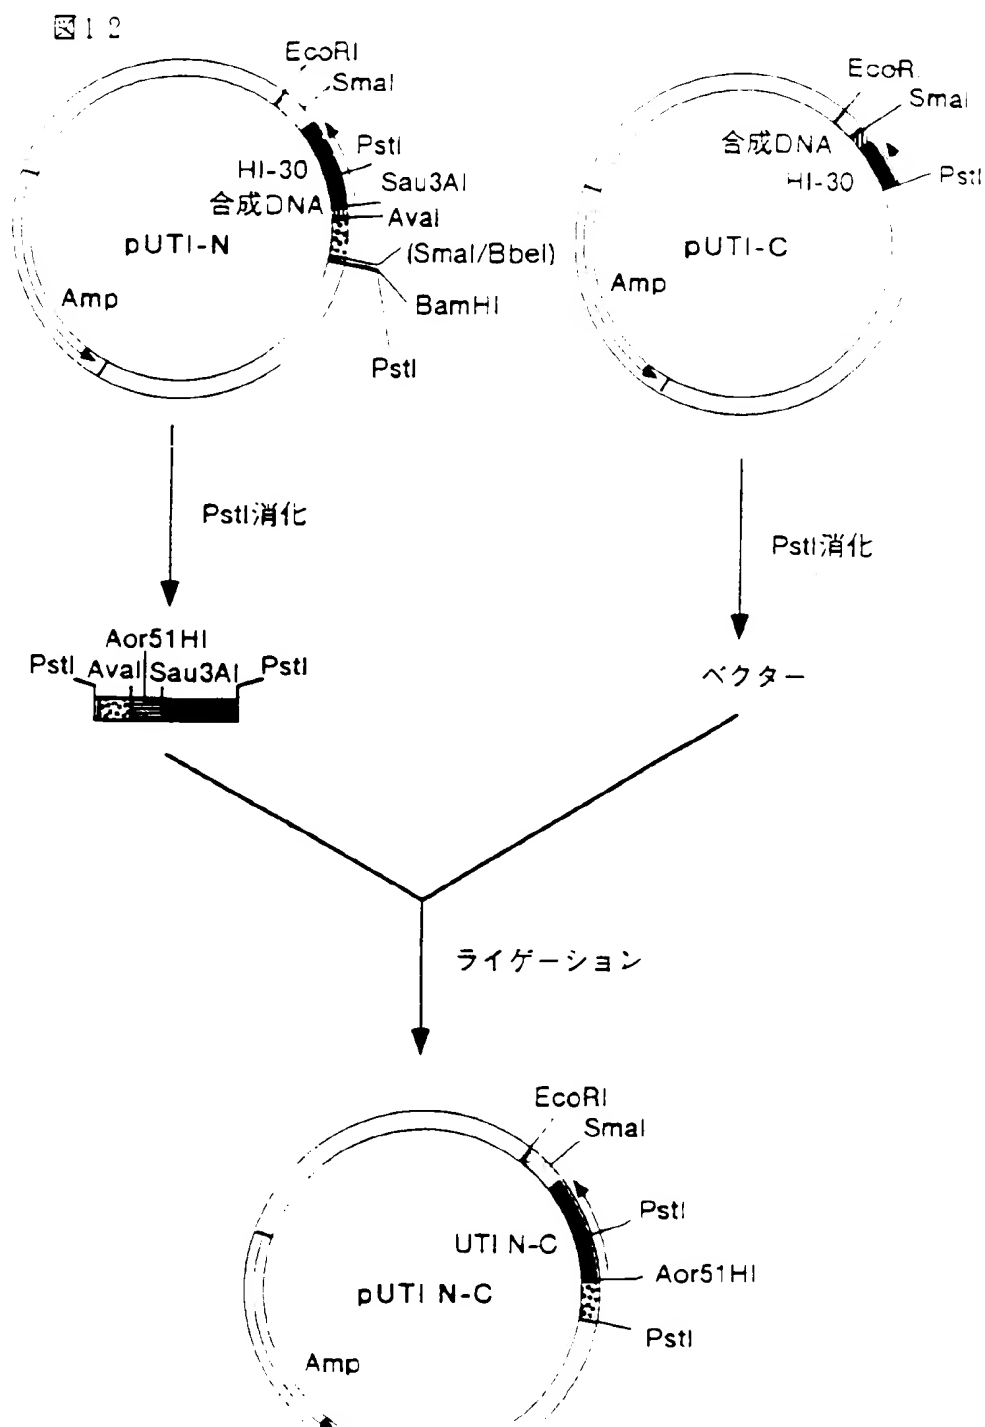 図12
EcoRI
SmaI
PstI
HI-30
Sau3AI
合成DNA
AvaI
pUTI-N
(SmaI/BbeI)
Amp
BamHI
PstI
EcoR
SmaI
合成DNA
HI-30
PstI
pUTI-C
Amp
PstI消化
PstI消化
Aor51HI
PstI AvaI Sau3AI PstI
ベクター
ライゲーション
EcoRI
SmaI
PstI
UTI N-C
Aor51HI
pUTI N-C
PstI
Amp